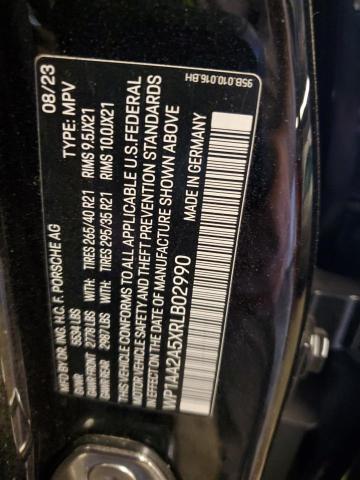 08/23
95B.010.016.BH
MFD BY DR. ING. H.C. F. PORSCHE AG TYPE: MPV
GVWR 5534 LBS
GAWR FRONT 2773 LBS WITH TIRES 265/40 R21 RIMS 9.5JX21
GAWR REAR 2987 LBS WITH TIRES 295/35 R21 RIMS 10.0JX21
THIS VEHICLE CONFORMS TO ALL APPLICABLE U.S. FEDERAL
MOTOR VEHICLE SAFETY AND THEFT PREVENTION STANDARDS
IN EFFECT ON THE DATE OF MANUFACTURE SHOWN ABOVE
WP1AA2A5XRLB02990
MADE IN GERMANY